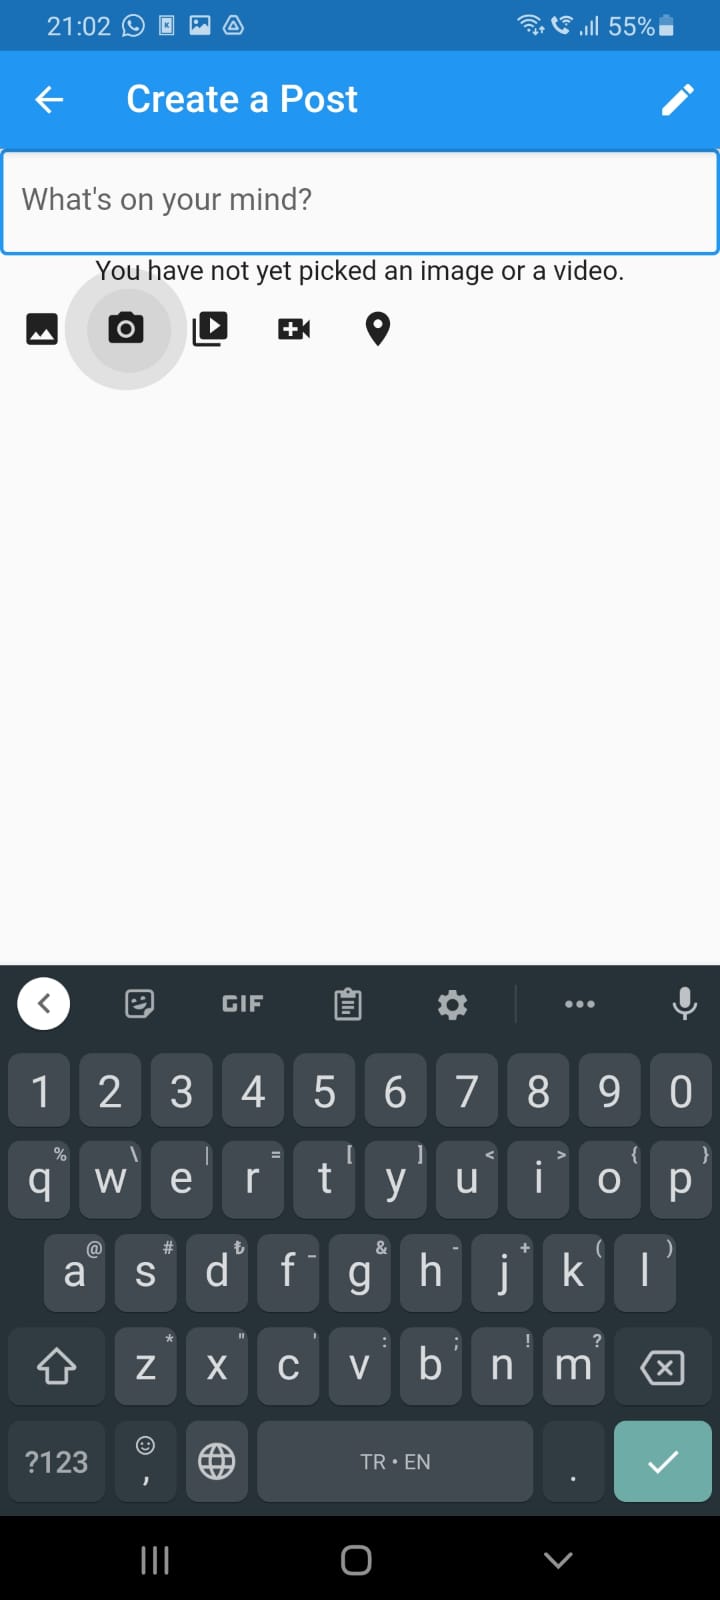 21:02 55%
Create a Post
What's on your mind?
You have not yet picked an image or a video.
GIF
1 2 3 4 5 6 7 8 9 0
% \ | = [ ] < > { }
q w e r t y u i o p
@ # ₺ _ & - + ( )
a s d f g h j k l
* " ' : ; ! ?
z x c v b n m
?123 , TR • EN .